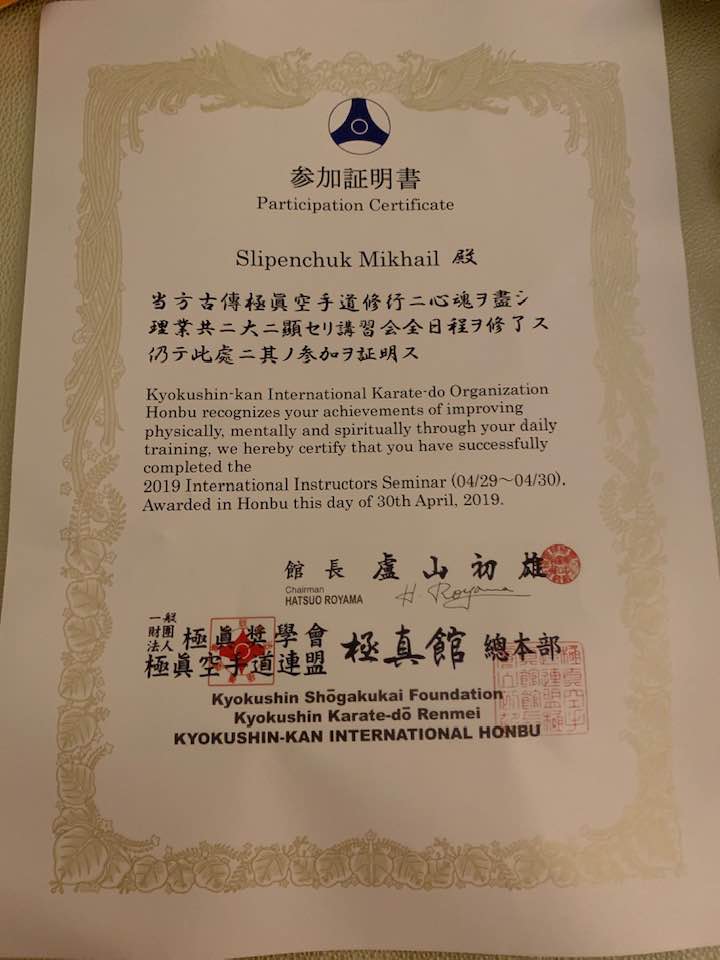 参加証明書
Participation Certificate
Slipenchuk Mikhail 殿
当方古傳極眞空手道修行ニ心魂ヲ盡シ
理業共ニ大ニ顯セリ講習会全日程ヲ修了ス
仍テ此處ニ其ノ参加ヲ証明ス
Kyokushin-kan International Karate-do Organization
Honbu recognizes your achievements of improving
physically, mentally and spiritually through your daily
training, we hereby certify that you have successfully
completed the
2019 International Instructors Seminar (04/29～04/30).
Awarded in Honbu this day of 30th April, 2019.
館長 盧山初雄
Chairman
HATSUO ROYAMA
H. Royama
一般財團法人 極眞奨學會
極眞空手道連盟 極真館 總本部
Kyokushin Shōgakukai Foundation
Kyokushin Karate-dō Renmei
KYOKUSHIN-KAN INTERNATIONAL HONBU